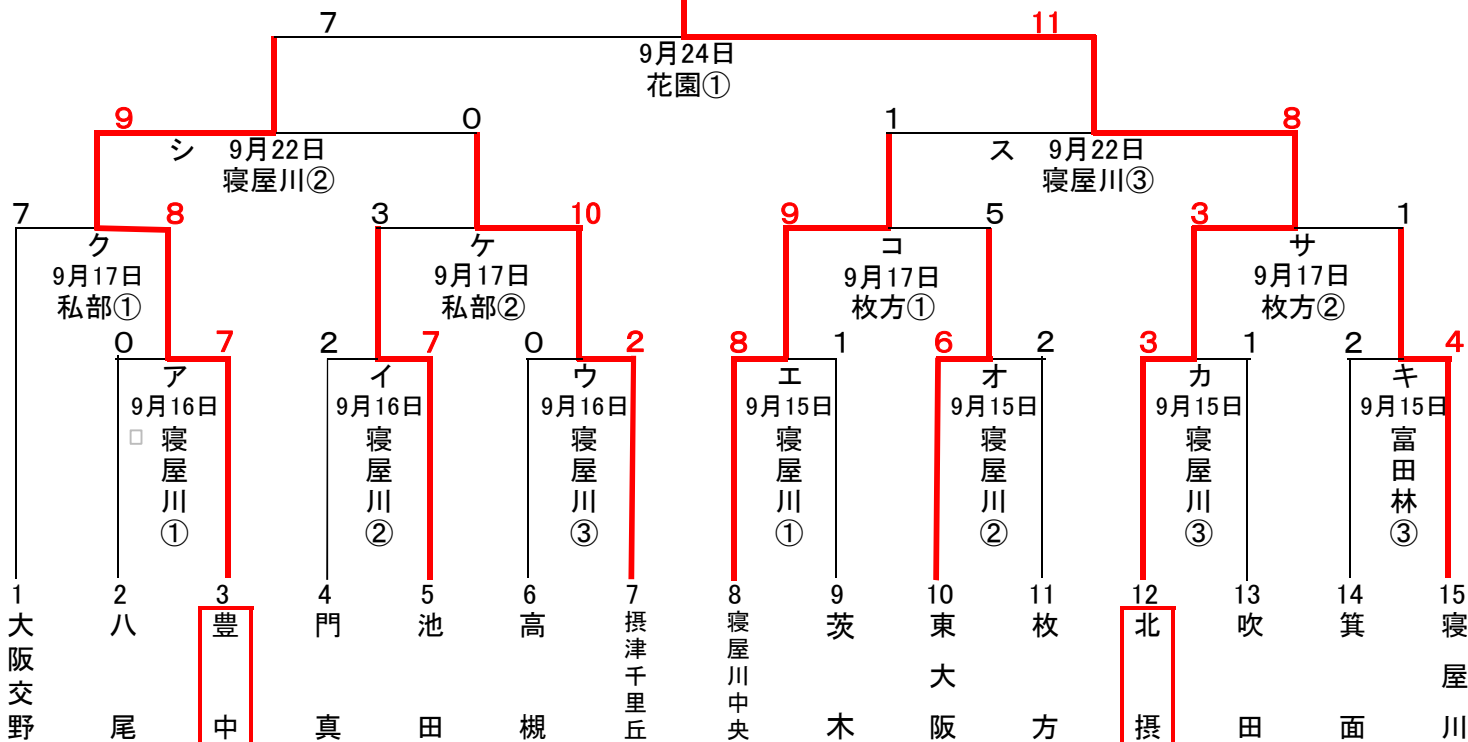 7 11
9月24日
花園①
9 0 1 8
シ 9月22日 ス 9月22日
寝屋川② 寝屋川③
7 8 3 10 9 5 3 1
ク ケ コ サ
9月17日 9月17日 9月17日 9月17日
私部① 私部② 枚方① 枚方②
0 7 2 7 0 2 8 1 6 2 3 1 2 4
ア イ ウ エ オ カ キ
9月16日 9月16日 9月16日 9月15日 9月15日 9月15日 9月15日
寝屋川① 寝屋川② 寝屋川③ 寝屋川① 寝屋川② 寝屋川③ 富田林③
1 2 3 4 5 6 7 8 9 10 11 12 13 14 15
大阪交野 八尾 豊中 門真 池田 高槻 摂津千里丘 寝屋川中央 茨木 東大阪 枚方 北摂 吹田 箕面 寝屋川